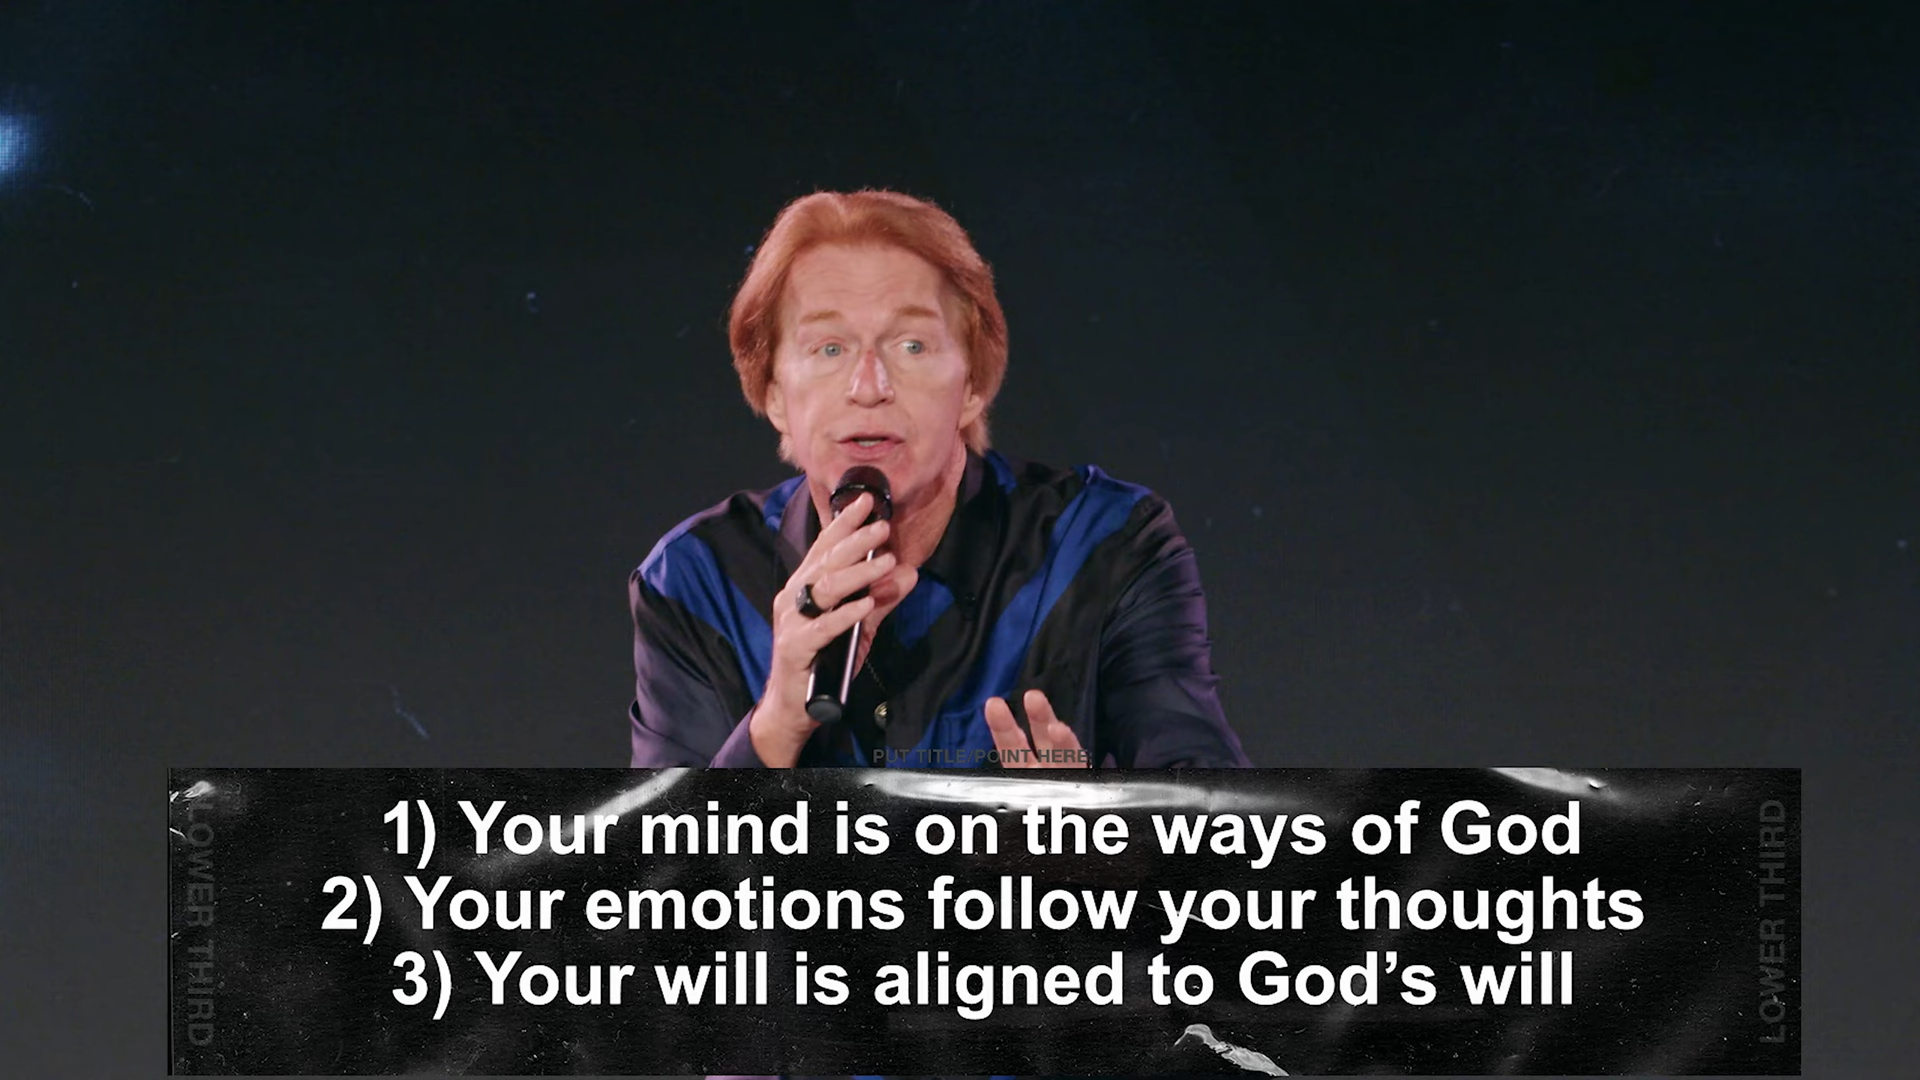 PUT TITLE/POINT HERE
LOWER THIRD
1) Your mind is on the ways of God
2) Your emotions follow your thoughts
3) Your will is aligned to God’s will
LOWER THIRD